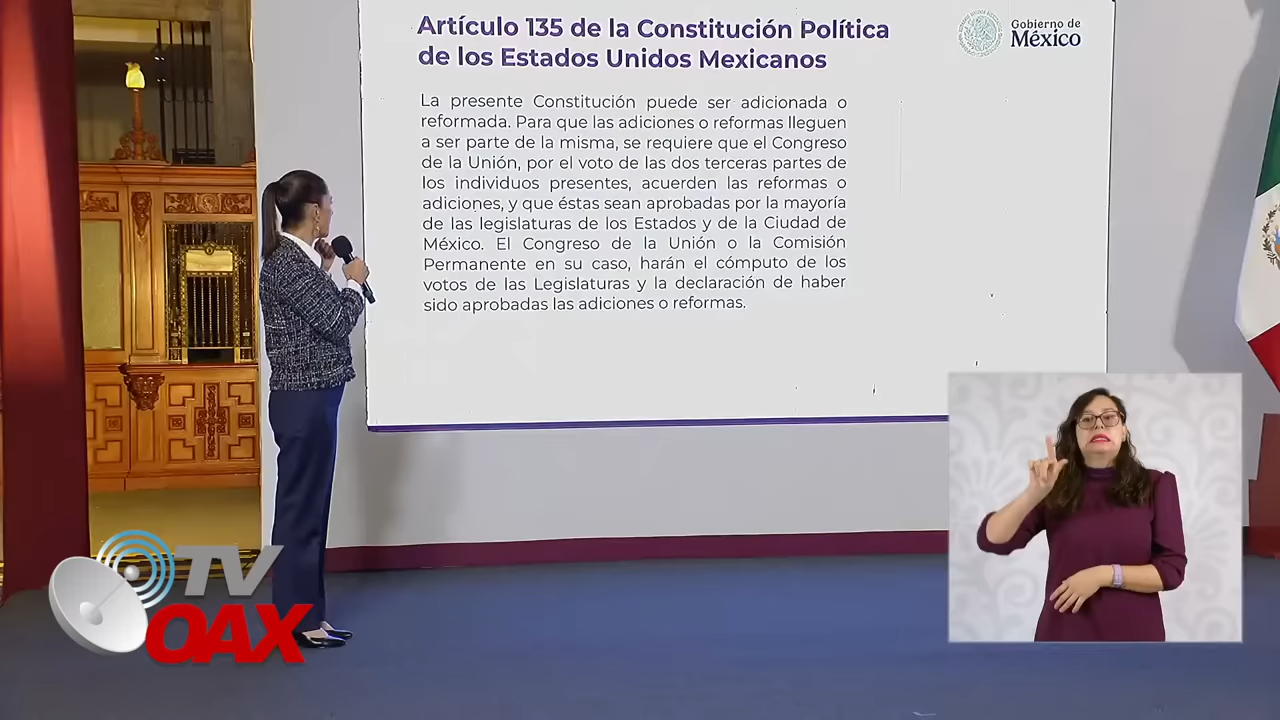 Artículo 135 de la Constitución Política
de los Estados Unidos Mexicanos
Gobierno de
México
La presente Constitución puede ser adicionada o
reformada. Para que las adiciones o reformas lleguen
a ser parte de la misma, se requiere que el Congreso
de la Unión, por el voto de las dos terceras partes de
los individuos presentes, acuerden las reformas o
adiciones, y que éstas sean aprobadas por la mayoría
de las legislaturas de los Estados y de la Ciudad de
México. El Congreso de la Unión o la Comisión
Permanente en su caso, harán el cómputo de los
votos de las Legislaturas y la declaración de haber
sido aprobadas las adiciones o reformas.
TV
OAX